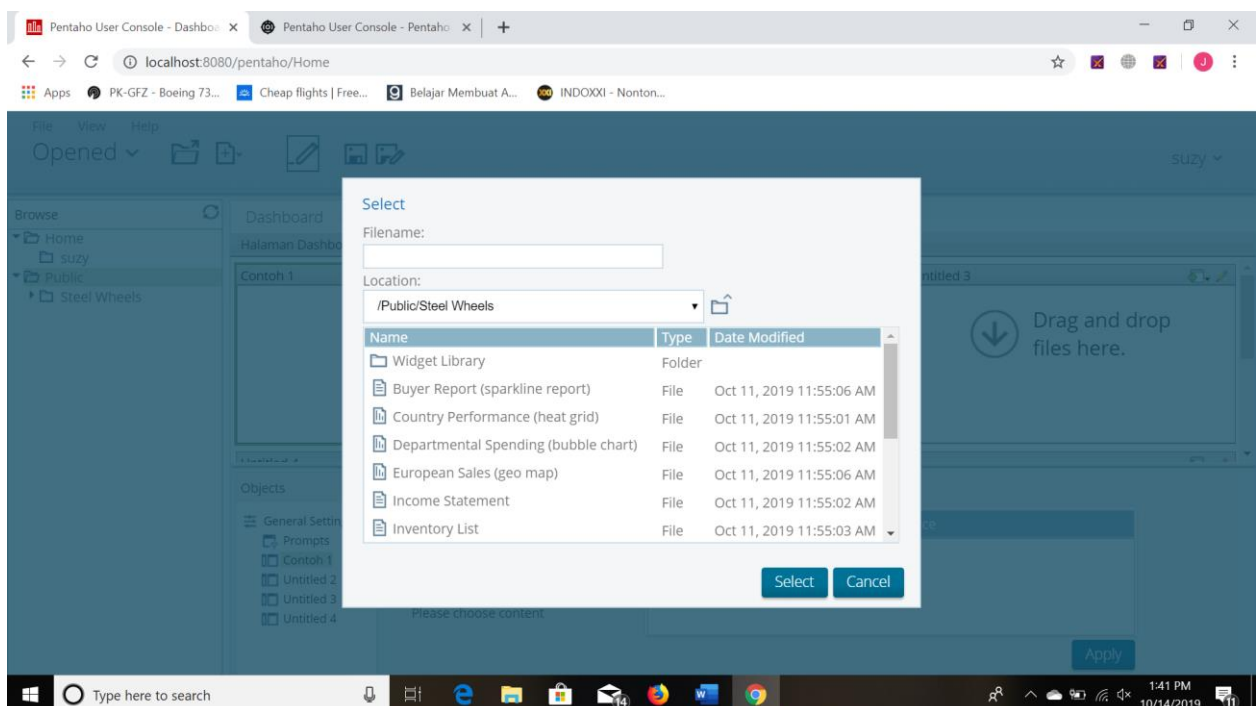 Pentaho User Console - Dashboa
Pentaho User Console - Pentaho
localhost:8080/pentaho/Home
J
Apps PK-GFZ - Boeing 73... Cheap flights | Free... Belajar Membuat A... INDOXXI - Nonton...
File View Help
Opened
suzy
Browse
Home
suzy
Public
Steel Wheels
Dashboard
Halaman Dashbo
Contoh 1
ntitled 3
Drag and drop
files here.
Select
Filename:
Location:
/Public/Steel Wheels
Name Type Date Modified
Widget Library Folder
Buyer Report (sparkline report) File Oct 11, 2019 11:55:06 AM
Country Performance (heat grid) File Oct 11, 2019 11:55:01 AM
Departmental Spending (bubble chart) File Oct 11, 2019 11:55:02 AM
European Sales (geo map) File Oct 11, 2019 11:55:06 AM
Income Statement File Oct 11, 2019 11:55:02 AM
Inventory List File Oct 11, 2019 11:55:03 AM
Select Cancel
Objects
General Settin
Prompts
Contoh 1
Untitled 2
Untitled 3
Untitled 4
Please choose content
Apply
Type here to search
14
1:41 PM
10/14/2019
11